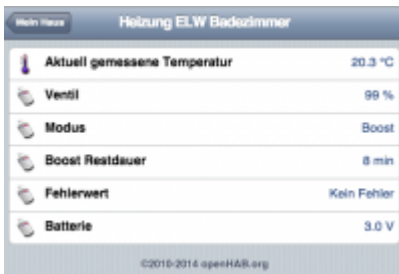 Mein Haus
Heizung ELW Badezimmer
Aktuell gemessene Temperatur 20.3 °C
Ventil 99 %
Modus Boost
Boost Restdauer 8 min
Fehlerwert Kein Fehler
Batterie 3.0 V
©2010-2014 openHAB.org